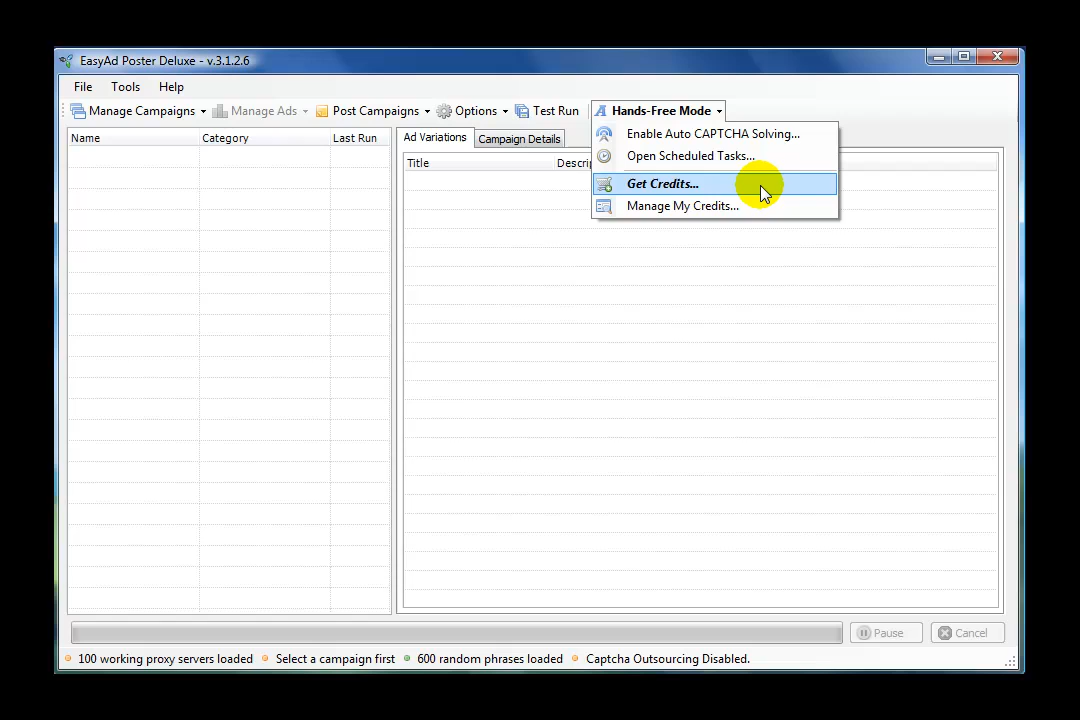 EasyAd Poster Deluxe - v.3.1.2.6
File Tools Help
Manage Campaigns Manage Ads Post Campaigns Options Test Run Hands-Free Mode
Name Category Last Run Ad Variations Campaign Details
Enable Auto CAPTCHA Solving...
Open Scheduled Tasks...
Title
Get Credits...
Manage My Credits...
Pause Cancel
100 working proxy servers loaded Select a campaign first 600 random phrases loaded Captcha Outsourcing Disabled.